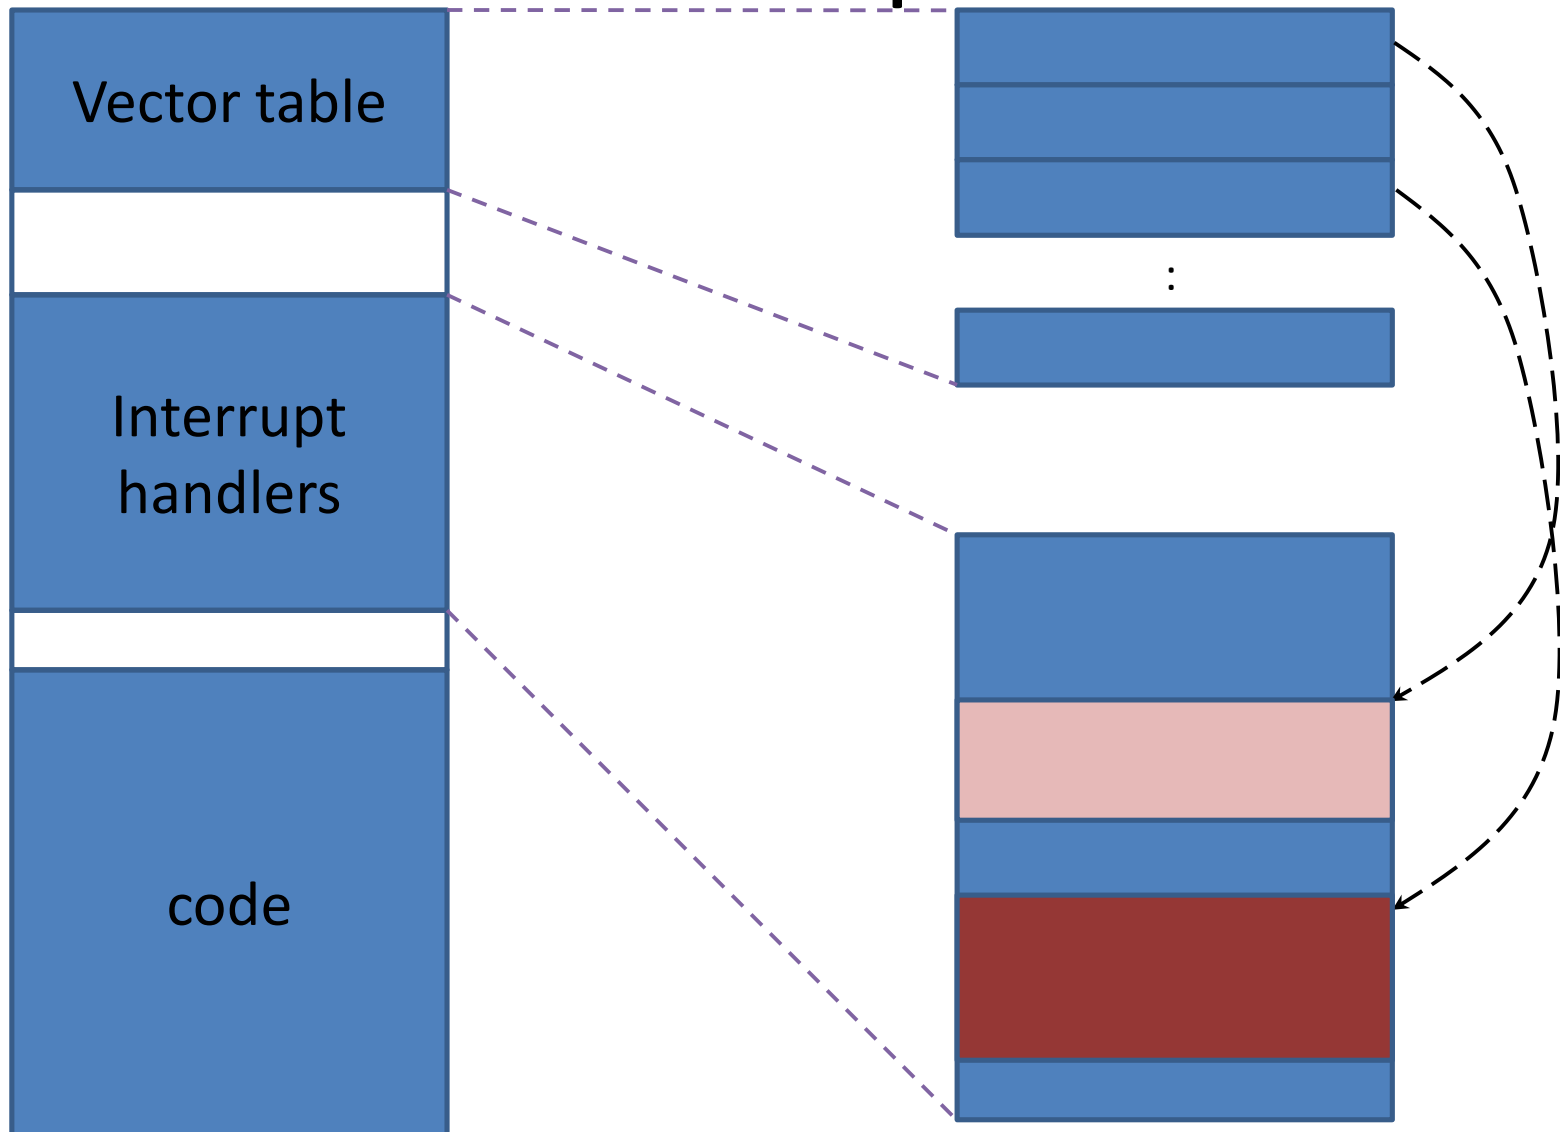 Vector table
:
Interrupt
handlers
code